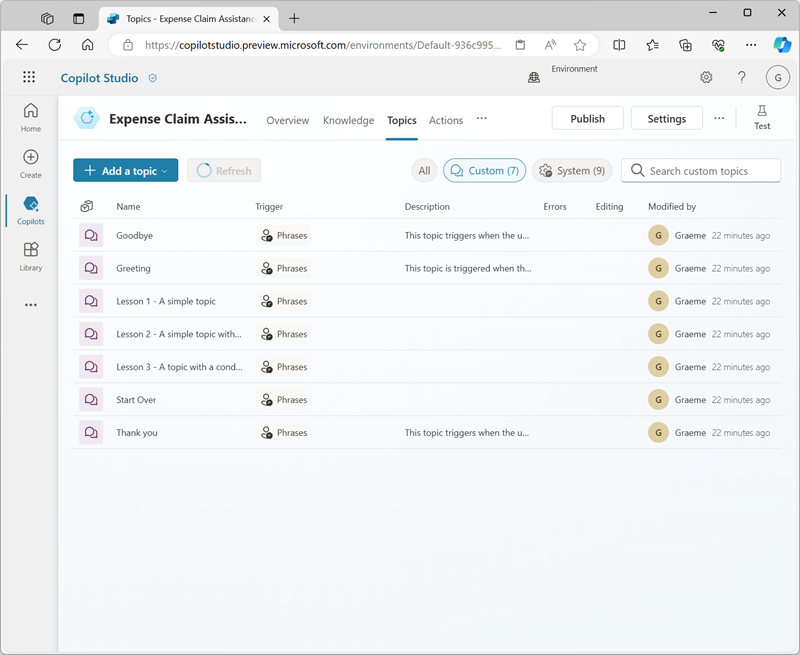 Topics - Expense Claim Assistanc
https://copilotstudio.preview.microsoft.com/environments/Default-936c995...
Copilot Studio
Environment
G
Home
Create
Copilots
Library
Expense Claim Assis...
Overview
Knowledge
Topics
Actions
Publish
Settings
Test
Add a topic
Refresh
All
Custom (7)
System (9)
Search custom topics
Name Trigger Description Errors Editing Modified by
Goodbye Phrases This topic triggers when the u... G Graeme 22 minutes ago
Greeting Phrases This topic is triggered when th... G Graeme 22 minutes ago
Lesson 1 - A simple topic Phrases G Graeme 22 minutes ago
Lesson 2 - A simple topic with... Phrases G Graeme 22 minutes ago
Lesson 3 - A topic with a cond... Phrases G Graeme 22 minutes ago
Start Over Phrases G Graeme 22 minutes ago
Thank you Phrases This topic triggers when the u... G Graeme 22 minutes ago